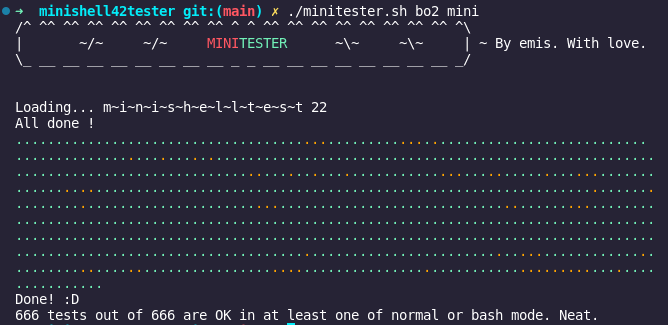 ➜ minishell42tester git:(main) ✗ ./minitester.sh bo2 mini
/^ ^^ ^^ ^^ ^^ ^^ ^^ ^^ ^^ ^ ^ ^^ ^^ ^^ ^^ ^^ ^^ ^^ ^^ ^\
| ~/~ ~/~ MINITESTER ~\~ ~\~ | ~ By emis. With love.
\_ __ __ __ __ __ __ __ __ _ _ __ __ __ __ __ __ __ __ _/
Loading... m~i~n~i~s~h~e~l~l~t~e~s~t 22
All done !
Done! :D
666 tests out of 666 are OK in at least one of normal or bash mode. Neat.